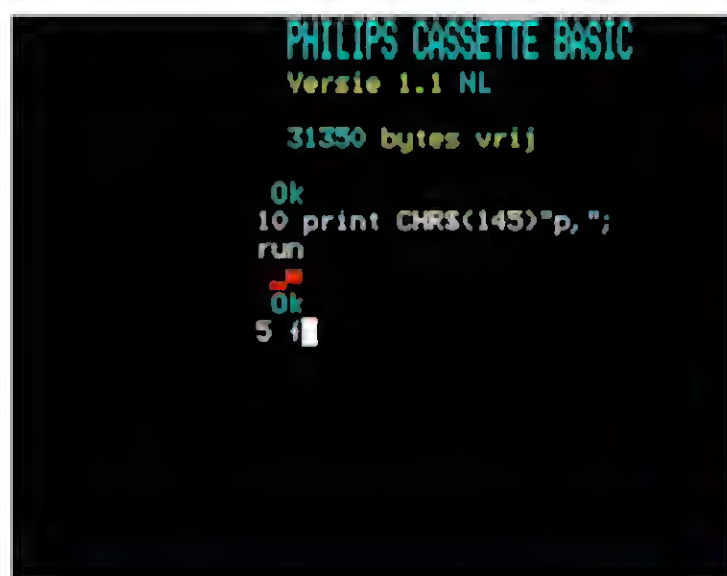 PHILIPS CASSETTE BASIC
Versie 1.1 NL
31350 bytes vrij
Ok
10 print CHR$(145)"p,";
run
Ok
5 f